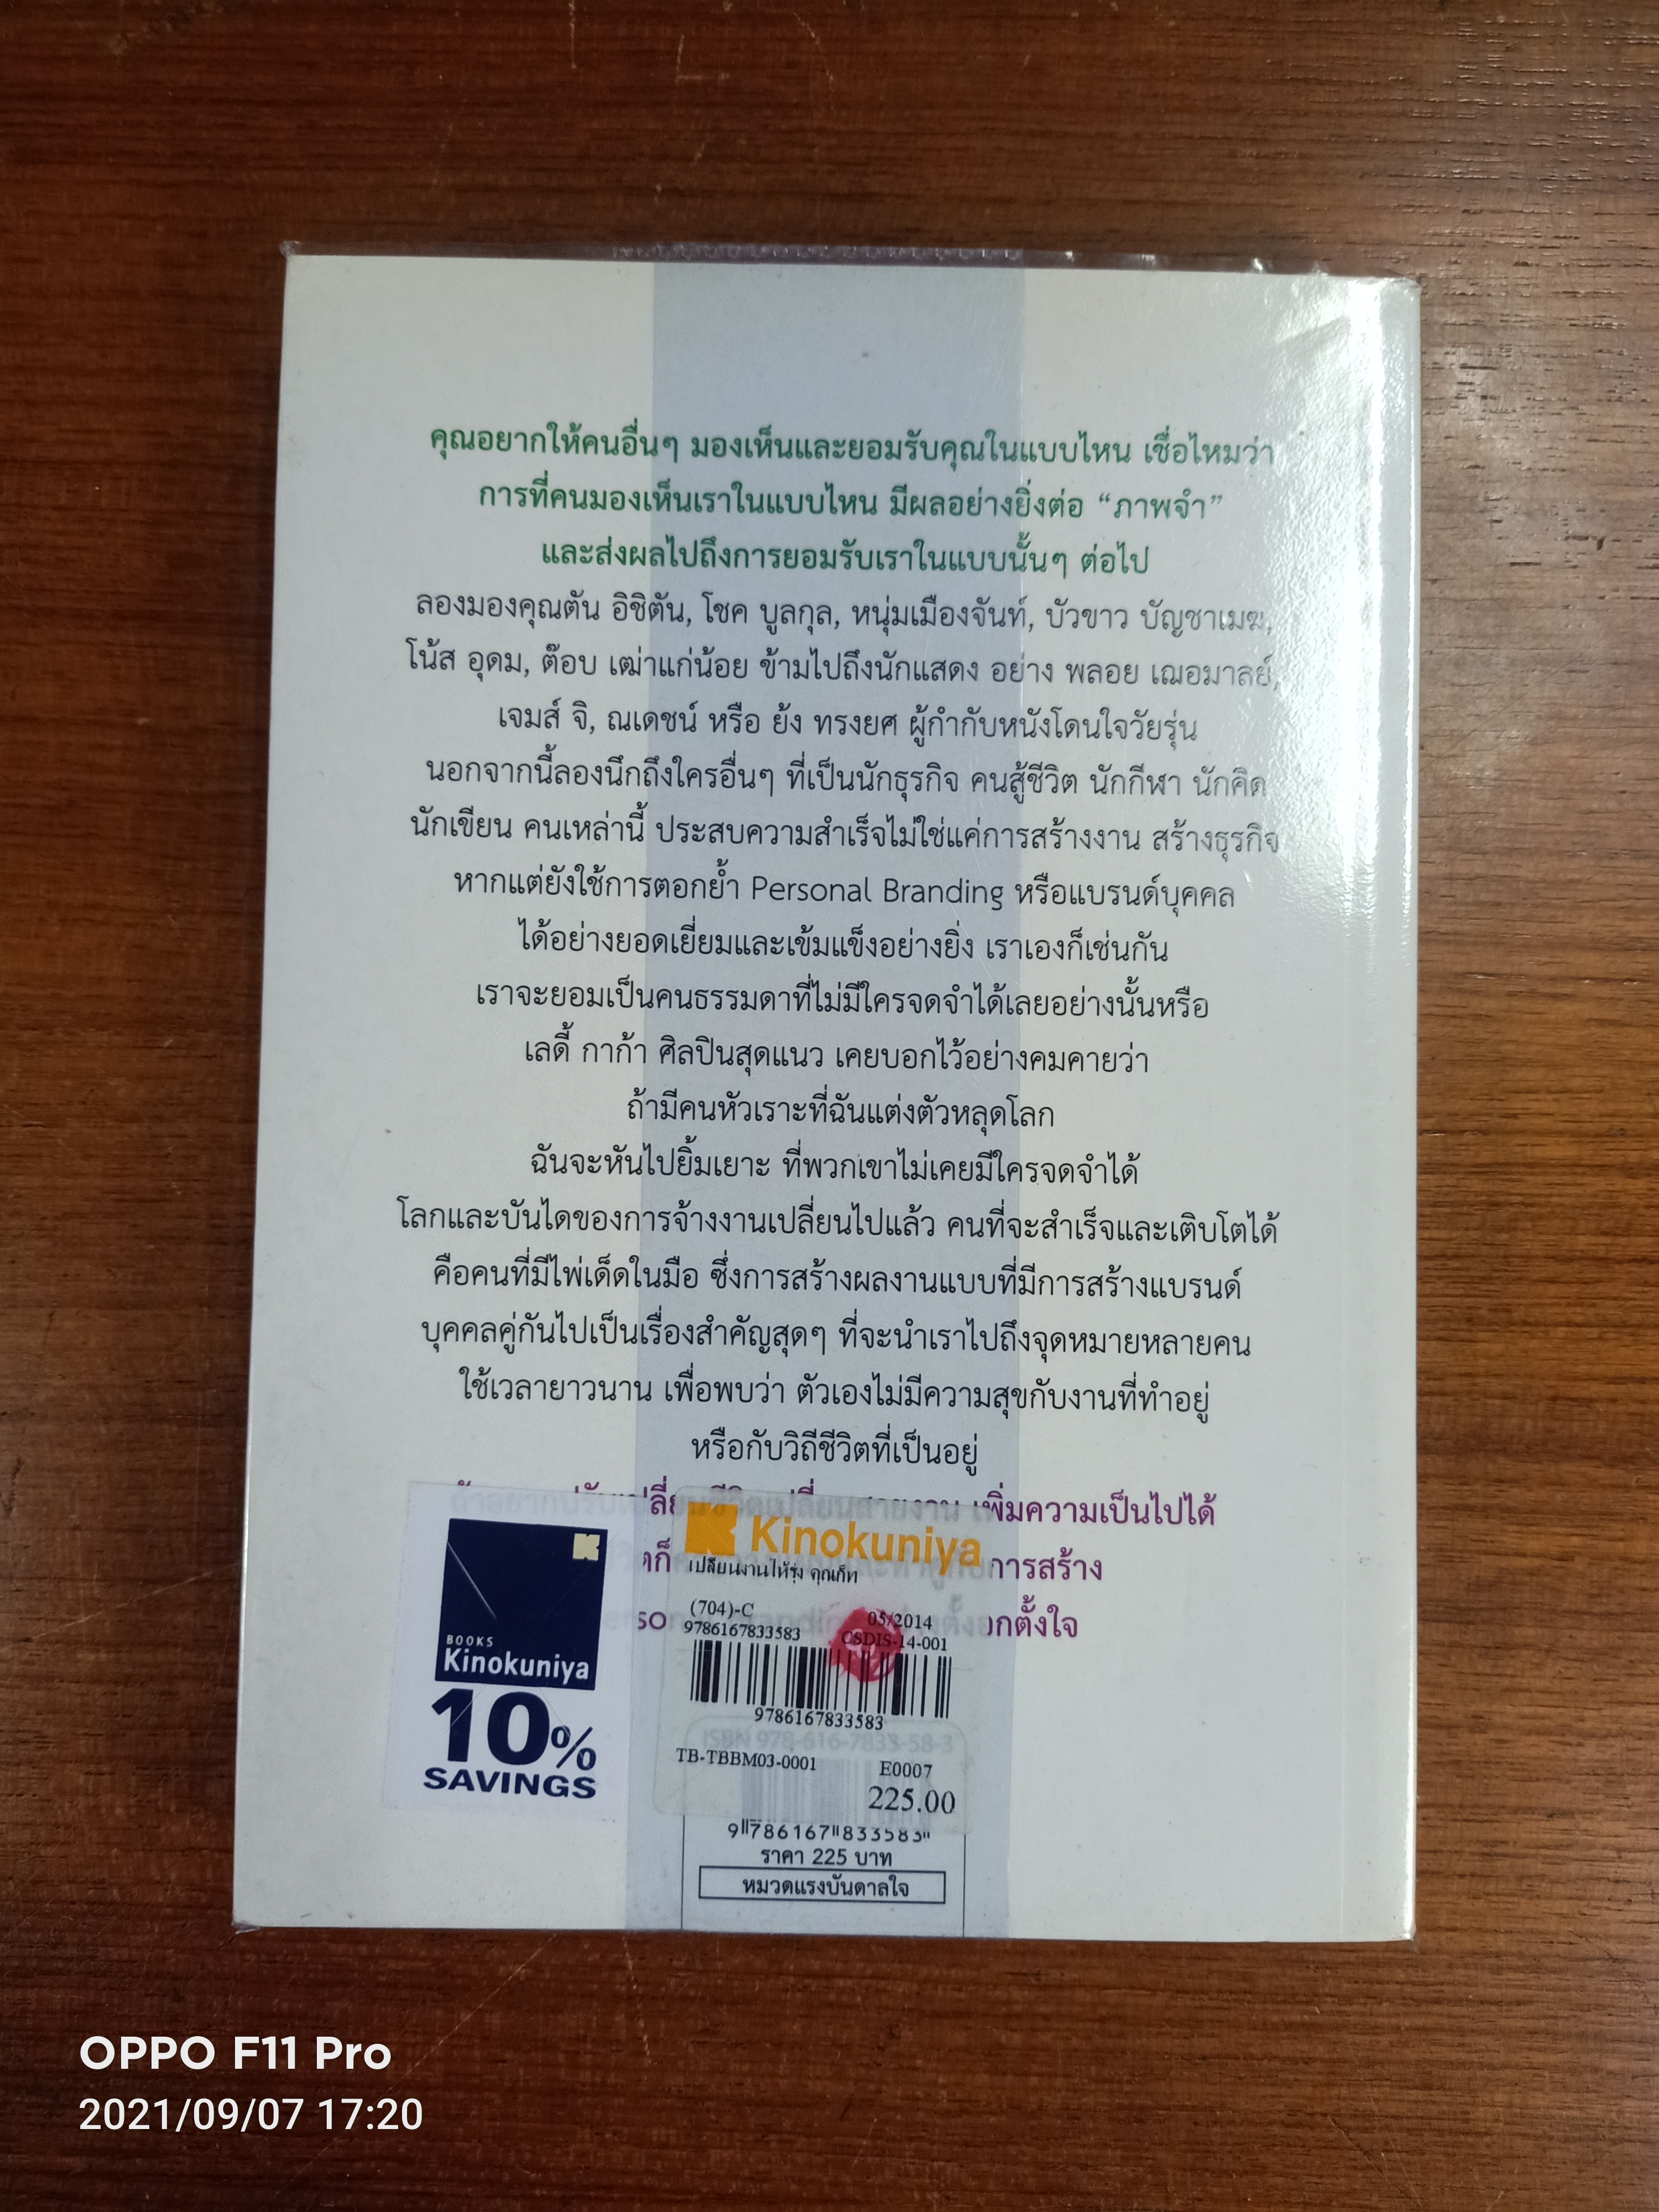 คุณอยากให้คนอื่นๆ มองเห็นและยอมรับคุณในแบบไหน เชื่อไหมว่า
การที่คนมองเห็นเราในแบบไหน มีผลอย่างยิ่งต่อ “ภาพจำ”
และส่งผลไปถึงการยอมรับเราในแบบนั้นๆ ต่อไป
ลองมองคุณตัน อิชิตัน, โชค บูลกุล, หนุ่มเมืองจันท์, บัวขาว บัญชาเมฆ,
โน้ส อุดม, ต๊อบ เฒ่าแก่น้อย ข้ามไปถึงนักแสดง อย่าง พลอย เฌอมาลย์,
เจมส์ จิ, ณเดชน์ หรือ ย้ง ทรงยศ ผู้กำกับหนังโดนใจวัยรุ่น
นอกจากนี้ลองนึกถึงใครอื่นๆ ที่เป็นนักธุรกิจ คนสู้ชีวิต นักกีฬา นักคิด
นักเขียน คนเหล่านี้ ประสบความสำเร็จไม่ใช่แค่การสร้างงาน สร้างธุรกิจ
หากแต่ยังใช้การตอกย้ำ Personal Branding หรือแบรนด์บุคคล
ได้อย่างยอดเยี่ยมและเข้มแข็งอย่างยิ่ง เราเองก็เช่นกัน
เราจะยอมเป็นคนธรรมดาที่ไม่มีใครจดจำได้เลยอย่างนั้นหรือ
เลดี้ กาก้า ศิลปินสุดแนว เคยบอกไว้อย่างคมคายว่า
ถ้ามีคนหัวเราะที่ฉันแต่งตัวหลุดโลก
ฉันจะหันไปยิ้มเยาะ ที่พวกเขาไม่เคยมีใครจดจำได้
โลกและบันไดของการจ้างงานเปลี่ยนไปแล้ว คนที่จะสำเร็จและเติบโตได้
คือคนที่มีไพ่เด็ดในมือ ซึ่งการสร้างผลงานแบบที่มีการสร้างแบรนด์
บุคคลคู่กันไปเป็นเรื่องสำคัญสุดๆ ที่จะนำเราไปถึงจุดหมายหลายคน
ใช้เวลายาวนาน เพื่อพบว่า ตัวเองไม่มีความสุขกับงานที่ทำอยู่
หรือกับวิถีชีวิตที่เป็นอยู่
ถ้าอยากปรับเปลี่ยนชีวิตเปลี่ยนสายงาน เพิ่มความเป็นไปได้
การสร้าง
กตั้งใจ
BOOKS
Kinokuniya
10%
SAVINGS
Kinokuniya
เปลี่ยนงานให้รุ่ง คุณเก็ท
(704)-C 05/2014
9786167833583 CSDIS-14-001
9786167833583
ISBN 978-616-7833-58-3
TB-TBBM03-0001 E0007
225.00
9 786167 833583
ราคา 225 บาท
หมวดแรงบันดาลใจ
OPPO F11 Pro
2021/09/07 17:20